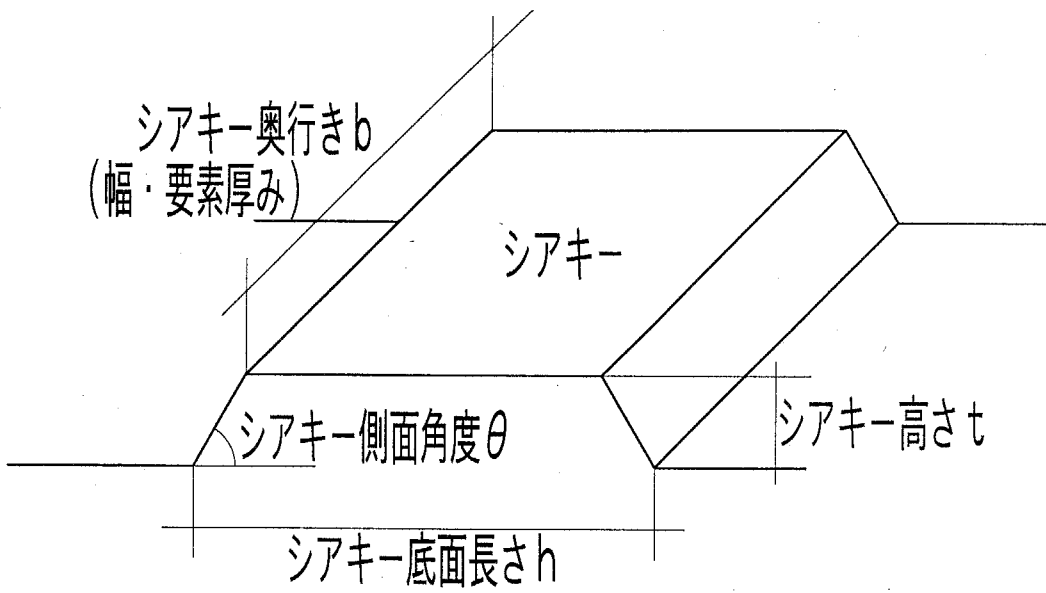 シアキー奥行きb
(幅・要素厚み)
シアキー
シアキー側面角度θ
シアキー高さt
シアキー底面長さh